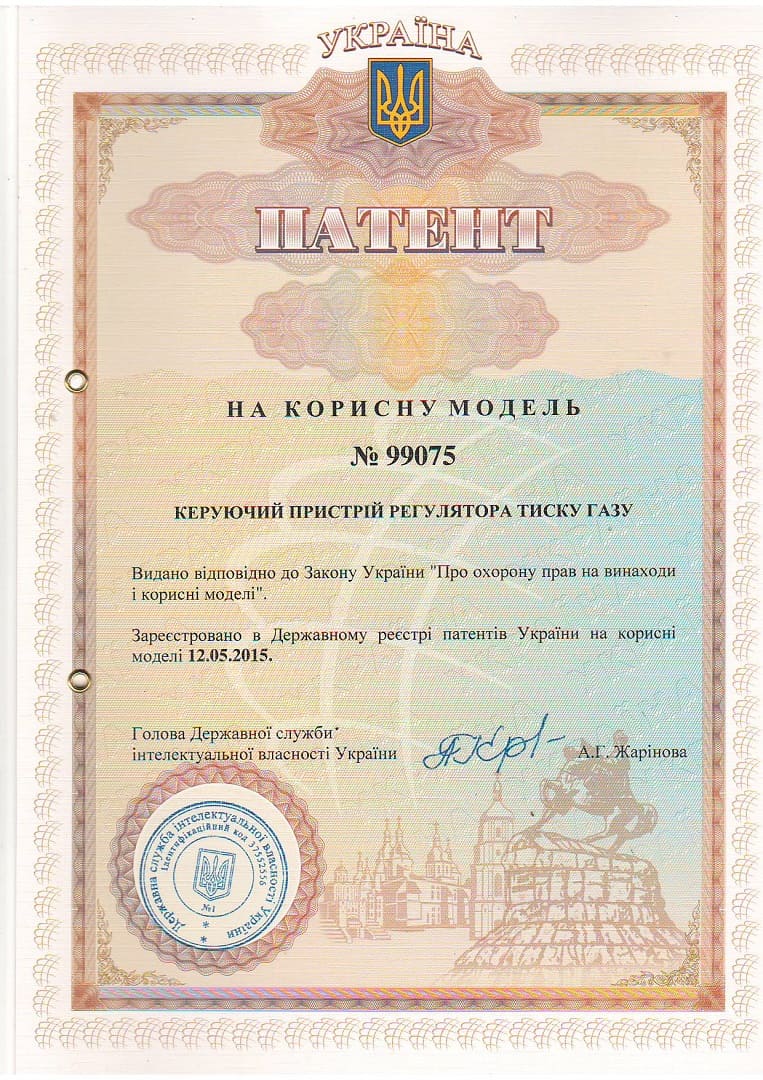 УКРАЇНА
ПАТЕНТ
НА КОРИСНУ МОДЕЛЬ
№ 99075
КЕРУЮЧИЙ ПРИСТРІЙ РЕГУЛЯТОРА ТИСКУ ГАЗУ
Видано відповідно до Закону України "Про охорону прав на винаходи
і корисні моделі".
Зареєстровано в Державному реєстрі патентів України на корисні
моделі 12.05.2015.
Голова Державної служби
інтелектуальної власності України
А.Г. Жарінова
Державна служба інтелектуальної власності України
Ідентифікаційний код 37552556
№1